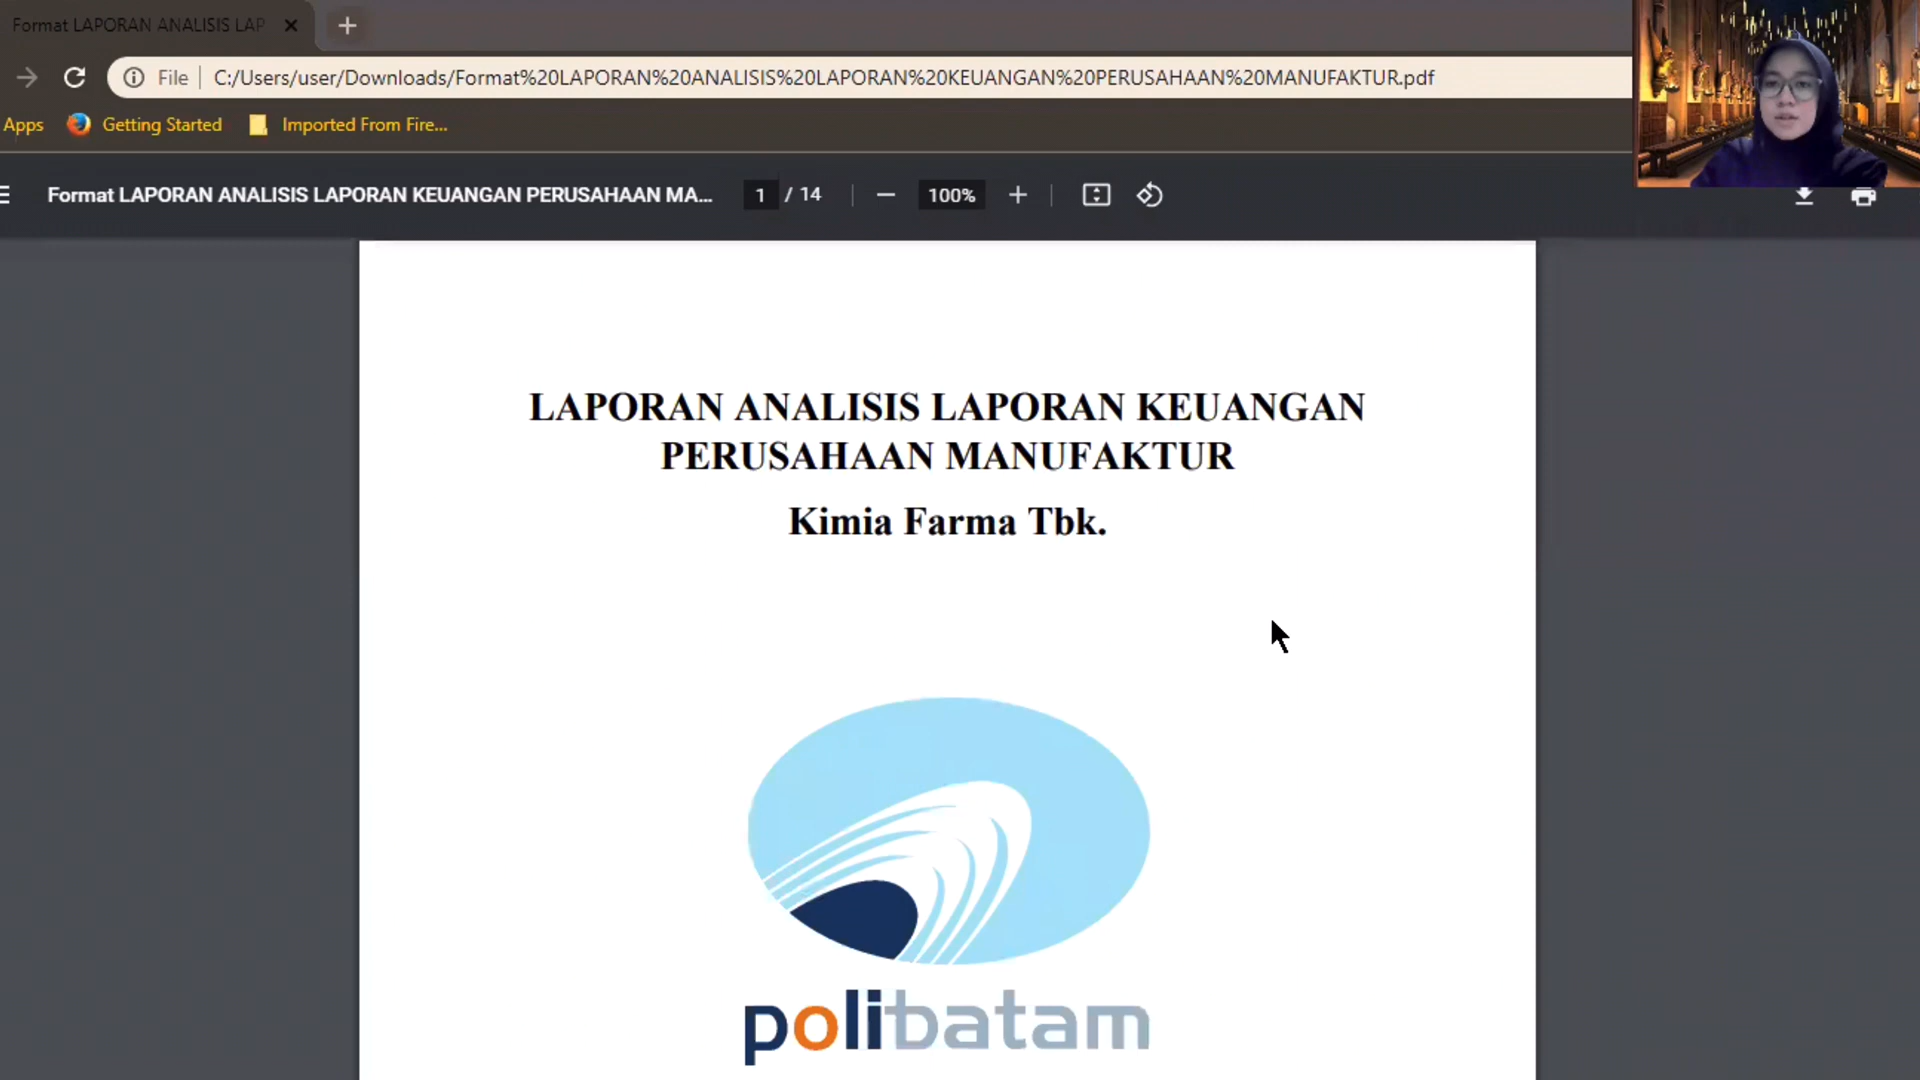 Format LAPORAN ANALISIS LAP
File
C:/Users/user/Downloads/Format%20LAPORAN%20ANALISIS%20LAPORAN%20KEUANGAN%20PERUSAHAAN%20MANUFAKTUR.pdf
Apps
Getting Started
Imported From Fire...
Format LAPORAN ANALISIS LAPORAN KEUANGAN PERUSAHAAN MA...
1 / 14
100%
LAPORAN ANALISIS LAPORAN KEUANGAN
PERUSAHAAN MANUFAKTUR
Kimia Farma Tbk.
polibatam